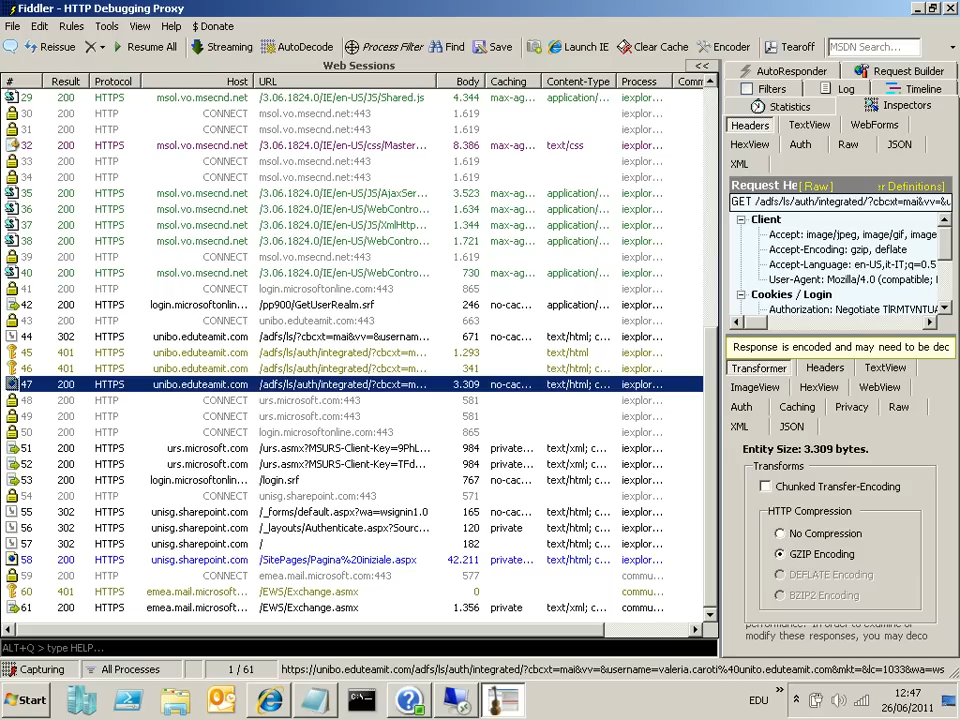 Fiddler - HTTP Debugging Proxy
File Edit Rules Tools View Help $ Donate
Reissue Resume All Streaming AutoDecode Process Filter Find Save Launch IE Clear Cache Encoder Tearoff MSDN Search...
Web Sessions <<
# Result Protocol Host URL Body Caching Content-Type Process Comm
29 200 HTTPS msol.vo.msecnd.net /3.06.1824.0/IE/en-US/JS/Shared.js 4.344 max-ag... application/... iexplor...
30 200 HTTP CONNECT msol.vo.msecnd.net:443 1.619 iexplor...
31 200 HTTP CONNECT msol.vo.msecnd.net:443 1.619 iexplor...
32 200 HTTPS msol.vo.msecnd.net /3.06.1824.0/IE/en-US/css/Master... 8.386 max-ag... text/css iexplor...
33 200 HTTP CONNECT msol.vo.msecnd.net:443 1.619 iexplor...
34 200 HTTP CONNECT msol.vo.msecnd.net:443 1.619 iexplor...
35 200 HTTPS msol.vo.msecnd.net /3.06.1824.0/IE/en-US/JS/AjaxSer... 3.523 max-ag... application/... iexplor...
36 200 HTTPS msol.vo.msecnd.net /3.06.1824.0/IE/en-US/WebContro... 1.634 max-ag... application/... iexplor...
37 200 HTTPS msol.vo.msecnd.net /3.06.1824.0/IE/en-US/JS/XmlHttp... 1.344 max-ag... application/... iexplor...
38 200 HTTPS msol.vo.msecnd.net /3.06.1824.0/IE/en-US/WebContro... 1.721 max-ag... application/... iexplor...
39 200 HTTP CONNECT msol.vo.msecnd.net:443 1.619 iexplor...
40 200 HTTPS msol.vo.msecnd.net /3.06.1824.0/IE/en-US/WebContro... 730 max-ag... application/... iexplor...
41 200 HTTP CONNECT login.microsoftonline.com:443 865 iexplor...
42 200 HTTPS login.microsoftonlin... /pp900/GetUserRealm.srf 246 no-cac... application/... iexplor...
43 200 HTTP CONNECT unibo.eduteamit.com:443 663 iexplor...
44 302 HTTPS unibo.eduteamit.com /adfs/ls/?cbcxt=mai&vv=&usernam... 671 no-cac... text/html; c... iexplor...
45 401 HTTPS unibo.eduteamit.com /adfs/ls/auth/integrated/?cbcxt=m... 1.293 text/html iexplor...
46 401 HTTPS unibo.eduteamit.com /adfs/ls/auth/integrated/?cbcxt=m... 341 text/html; c... iexplor...
47 200 HTTPS unibo.eduteamit.com /adfs/ls/auth/integrated/?cbcxt=m... 3.309 no-cac... text/html; c... iexplor...
48 200 HTTP CONNECT urs.microsoft.com:443 581 iexplor...
49 200 HTTP CONNECT urs.microsoft.com:443 581 iexplor...
50 200 HTTP CONNECT login.microsoftonline.com:443 865 iexplor...
51 200 HTTPS urs.microsoft.com /urs.asmx?MSURS-Client-Key=9PhL... 984 private... text/xml; c... iexplor...
52 200 HTTPS urs.microsoft.com /urs.asmx?MSURS-Client-Key=TFd... 984 private... text/xml; c... iexplor...
53 200 HTTPS login.microsoftonlin... /login.srf 767 no-cac... text/html; c... iexplor...
54 200 HTTP CONNECT unisg.sharepoint.com:443 571 iexplor...
55 302 HTTPS unisg.sharepoint.com /_forms/default.aspx?wa=wsignin1.0 165 no-cac... text/html; c... iexplor...
56 302 HTTPS unisg.sharepoint.com /_layouts/Authenticate.aspx?Sourc... 120 private text/html; c... iexplor...
57 302 HTTPS unisg.sharepoint.com / 182 text/html; c... iexplor...
58 200 HTTPS unisg.sharepoint.com /SitePages/Pagina%20iniziale.aspx 42.211 private... text/html; c... iexplor...
59 200 HTTP CONNECT emea.mail.microsoft.com:443 577 commu...
60 401 HTTPS emea.mail.microsoft... /EWS/Exchange.asmx 0 commu...
61 200 HTTPS emea.mail.microsoft... /EWS/Exchange.asmx 1.356 private text/xml; c... commu...
AutoResponder Request Builder
Filters Log Timeline
Statistics Inspectors
Headers TextView WebForms
HexView Auth Raw JSON
XML
Request He [ Raw ] r Definitions]
GET /adfs/ls/auth/integrated/?cbcxt=mai&vv=&u
Client
Accept: image/jpeg, image/gif, image
Accept-Encoding: gzip, deflate
Accept-Language: en-US,it-IT;q=0.5
User-Agent: Mozilla/4.0 (compatible;
Cookies / Login
Authorization: Negotiate TlRMTVNTUA
Response is encoded and may need to be dec
Transformer Headers TextView
ImageView HexView WebView
Auth Caching Privacy Raw
XML JSON
Entity Size: 3.309 bytes.
Transforms
Chunked Transfer-Encoding
HTTP Compression
No Compression
GZIP Encoding
DEFLATE Encoding
BZIP2 Encoding
modify these responses, you may deco
ALT+Q > type HELP...
Capturing All Processes 1 / 61 https://unibo.eduteamit.com/adfs/ls/auth/integrated/?cbcxt=mai&vv=&username=valeria.caroti%40unito.eduteamit.com&mkt=&lc=1033&wa=ws
Start EDU 12:47
26/06/2011